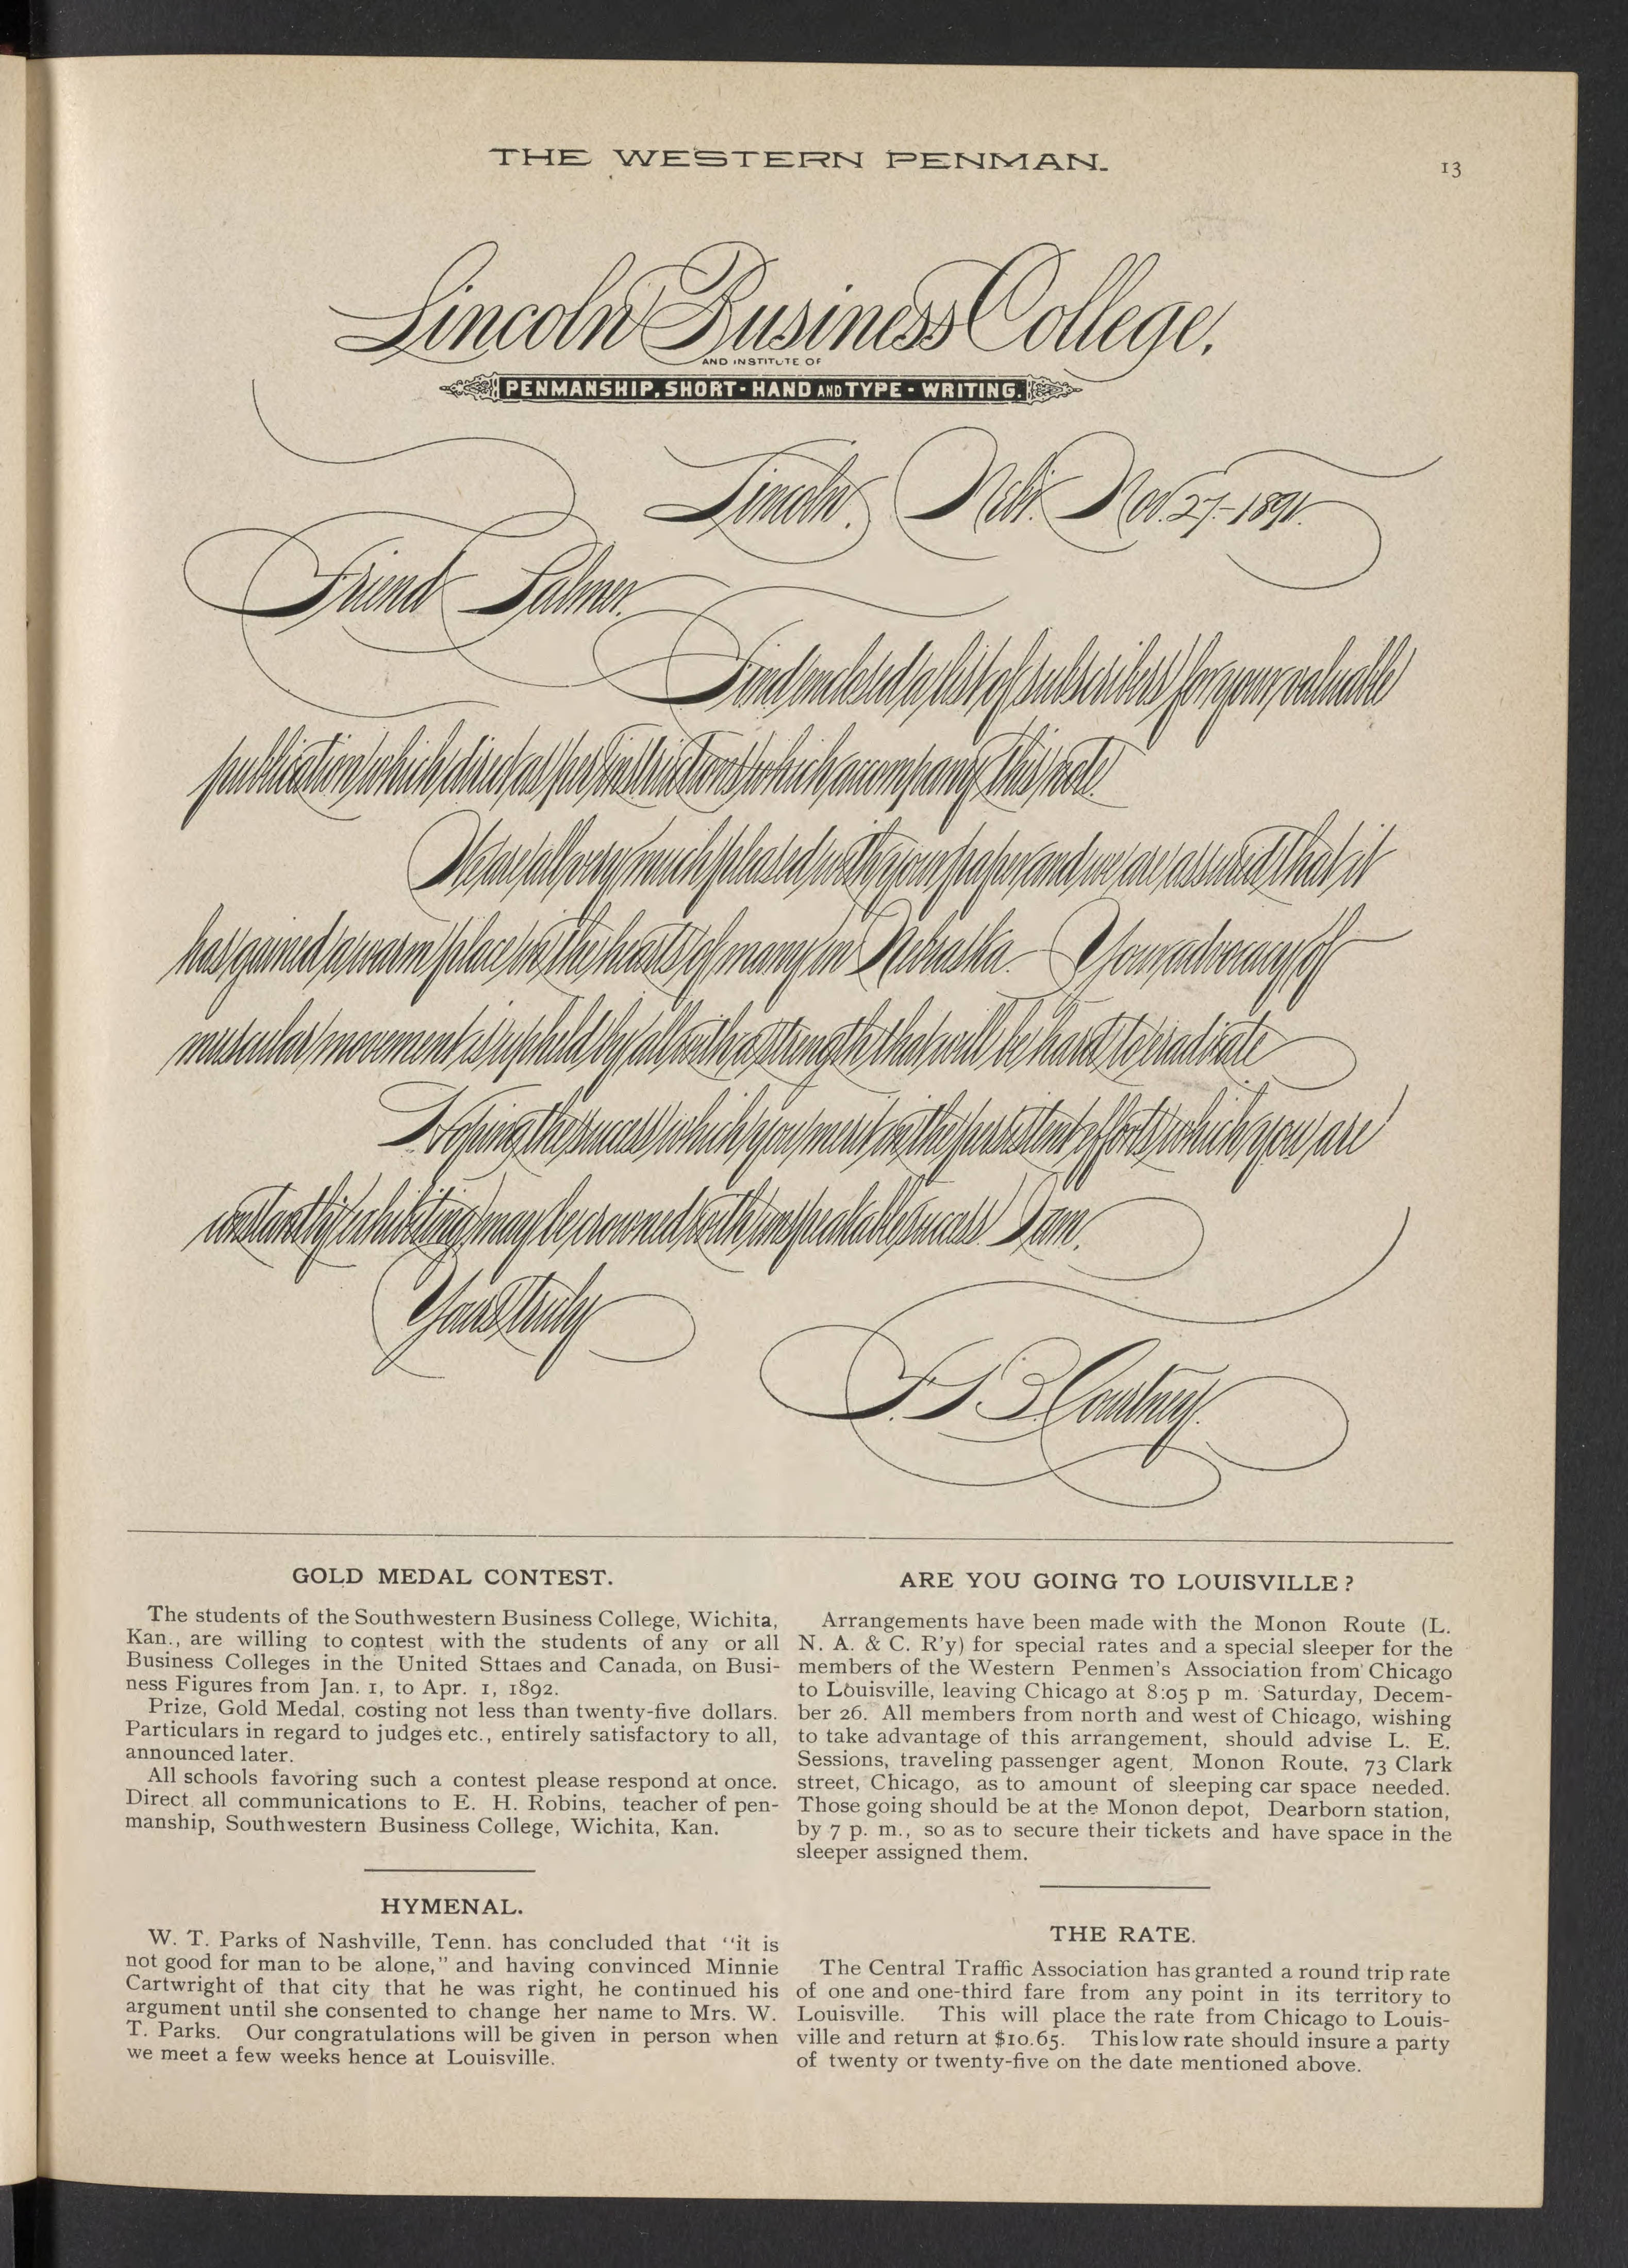 THE WESTERN PENMAN.
13
Lincoln Business College,
AND INSTITUTE OF
PENMANSHIP, SHORT-HAND AND TYPE-WRITING.
Lincoln, Nebr. Nov. 27-1891.
Friend Palmer.
Find enclosed a list of subscribers for your valuable
publication which direct as per instructions which accompany this note.
We are all very much pleased with your paper and we are assured that it
has gained a warm place in the hearts of many in Nebraska. Your advocacy of
muscular movement is upheld by all with a strength that will be hard to eradicate
Hoping the success which you merit in the persistent efforts which you are
constantly exhibiting may be crowned with unspeakable success I am,
Yours truly
F. S. B. Courtney.
GOLD MEDAL CONTEST.
The students of the Southwestern Business College, Wichita,
Kan., are willing to contest with the students of any or all
Business Colleges in the United Sttaes and Canada, on Busi-
ness Figures from Jan. 1, to Apr. 1, 1892.
Prize, Gold Medal, costing not less than twenty-five dollars.
Particulars in regard to judges etc., entirely satisfactory to all,
announced later.
All schools favoring such a contest please respond at once.
Direct all communications to E. H. Robins, teacher of pen-
manship, Southwestern Business College, Wichita, Kan.
HYMENAL.
W. T. Parks of Nashville, Tenn. has concluded that "it is
not good for man to be alone," and having convinced Minnie
Cartwright of that city that he was right, he continued his
argument until she consented to change her name to Mrs. W.
T. Parks. Our congratulations will be given in person when
we meet a few weeks hence at Louisville.
ARE YOU GOING TO LOUISVILLE?
Arrangements have been made with the Monon Route (L.
N. A. & C. R'y) for special rates and a special sleeper for the
members of the Western Penmen's Association from Chicago
to Louisville, leaving Chicago at 8:05 p m. Saturday, Decem-
ber 26. All members from north and west of Chicago, wishing
to take advantage of this arrangement, should advise L. E.
Sessions, traveling passenger agent, Monon Route, 73 Clark
street, Chicago, as to amount of sleeping car space needed.
Those going should be at the Monon depot, Dearborn station,
by 7 p. m., so as to secure their tickets and have space in the
sleeper assigned them.
THE RATE.
The Central Traffic Association has granted a round trip rate
of one and one-third fare from any point in its territory to
Louisville. This will place the rate from Chicago to Louis-
ville and return at $10.65. This low rate should insure a party
of twenty or twenty-five on the date mentioned above.